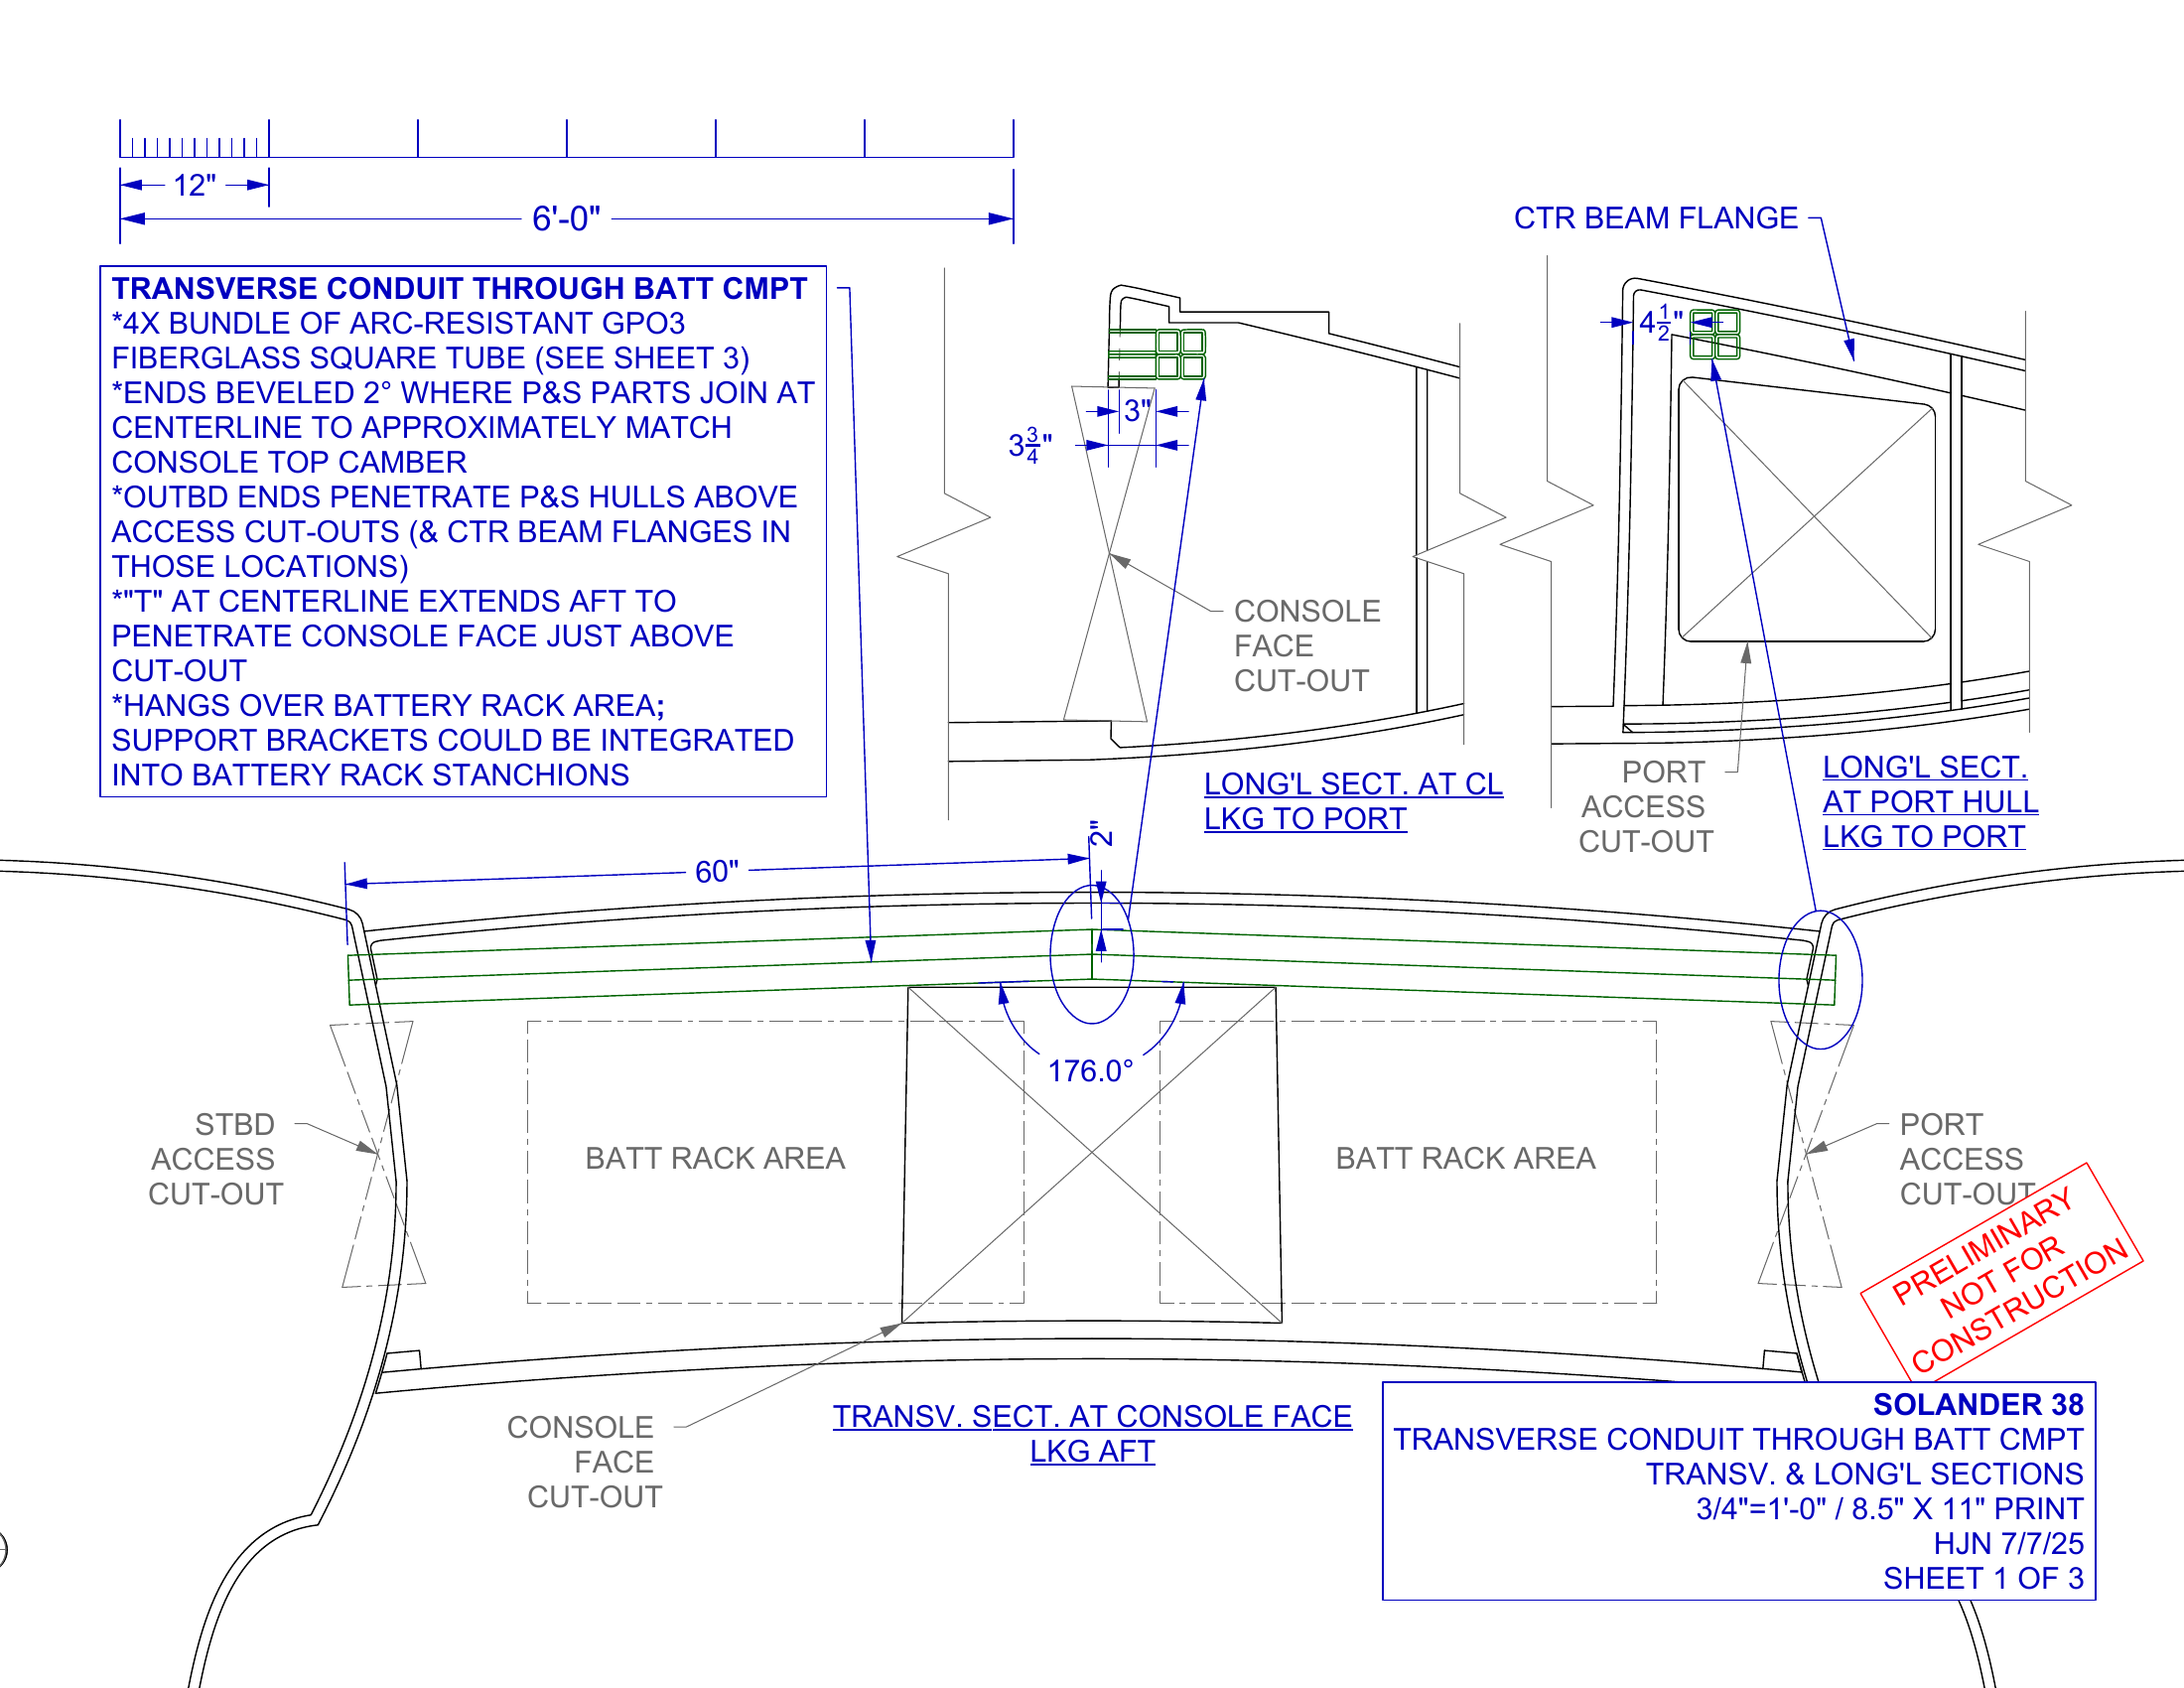 12"
6'-0"
TRANSVERSE CONDUIT THROUGH BATT CMPT
*4X BUNDLE OF ARC-RESISTANT GPO3
FIBERGLASS SQUARE TUBE (SEE SHEET 3)
*ENDS BEVELED 2° WHERE P&S PARTS JOIN AT
CENTERLINE TO APPROXIMATELY MATCH
CONSOLE TOP CAMBER
*OUTBD ENDS PENETRATE P&S HULLS ABOVE
ACCESS CUT-OUTS (& CTR BEAM FLANGES IN
THOSE LOCATIONS)
*"T" AT CENTERLINE EXTENDS AFT TO
PENETRATE CONSOLE FACE JUST ABOVE
CUT-OUT
*HANGS OVER BATTERY RACK AREA;
SUPPORT BRACKETS COULD BE INTEGRATED
INTO BATTERY RACK STANCHIONS
3"
3 3/4"
CONSOLE
FACE
CUT-OUT
LONG'L SECT. AT CL
LKG TO PORT
CTR BEAM FLANGE
4 1/2"
PORT
ACCESS
CUT-OUT
LONG'L SECT.
AT PORT HULL
LKG TO PORT
60"
2"
176.0°
STBD
ACCESS
CUT-OUT
BATT RACK AREA
BATT RACK AREA
PORT
ACCESS
CUT-OUT
CONSOLE
FACE
CUT-OUT
TRANSV. SECT. AT CONSOLE FACE
LKG AFT
PRELIMINARY
NOT FOR
CONSTRUCTION
SOLANDER 38
TRANSVERSE CONDUIT THROUGH BATT CMPT
TRANSV. & LONG'L SECTIONS
3/4"=1'-0" / 8.5" X 11" PRINT
HJN 7/7/25
SHEET 1 OF 3